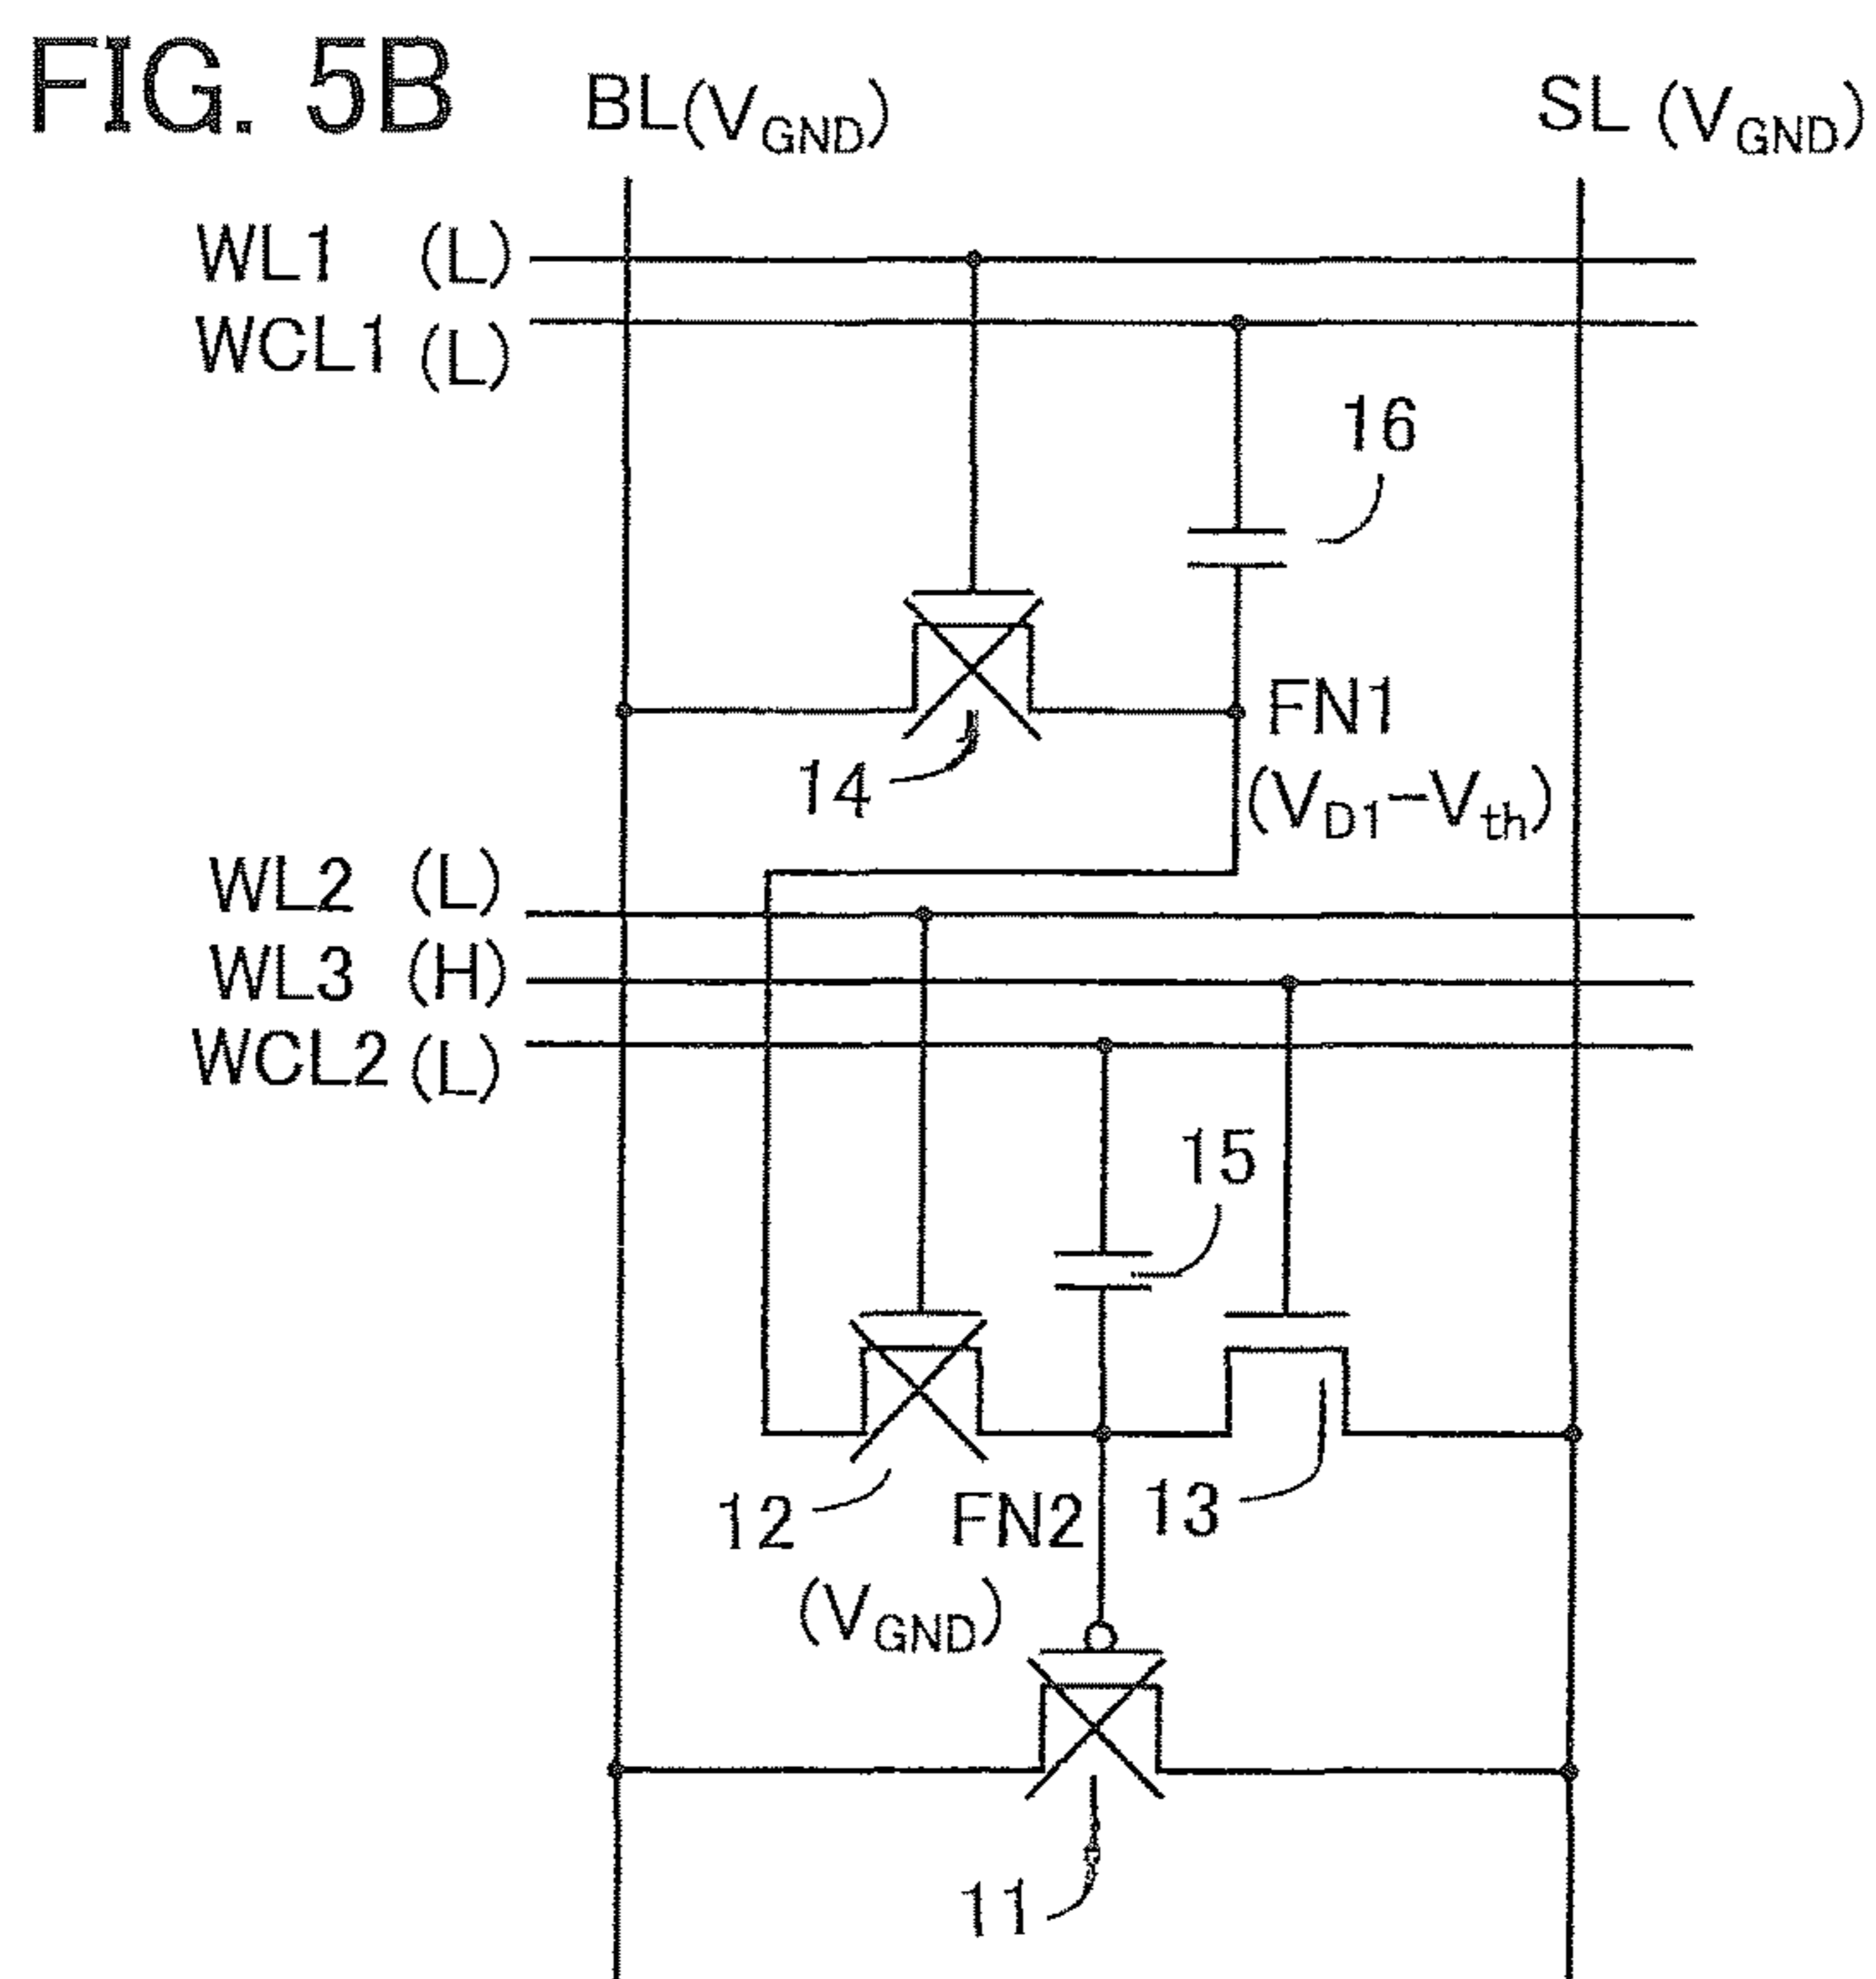 FIG. 5B
BL(VGND)
SL (VGND)
WL1 (L)
WCL1 (L)
16
14
FN1
(VD1−Vth)
WL2 (L)
WL3 (H)
WCL2 (L)
15
12
FN2
(VGND)
13
11